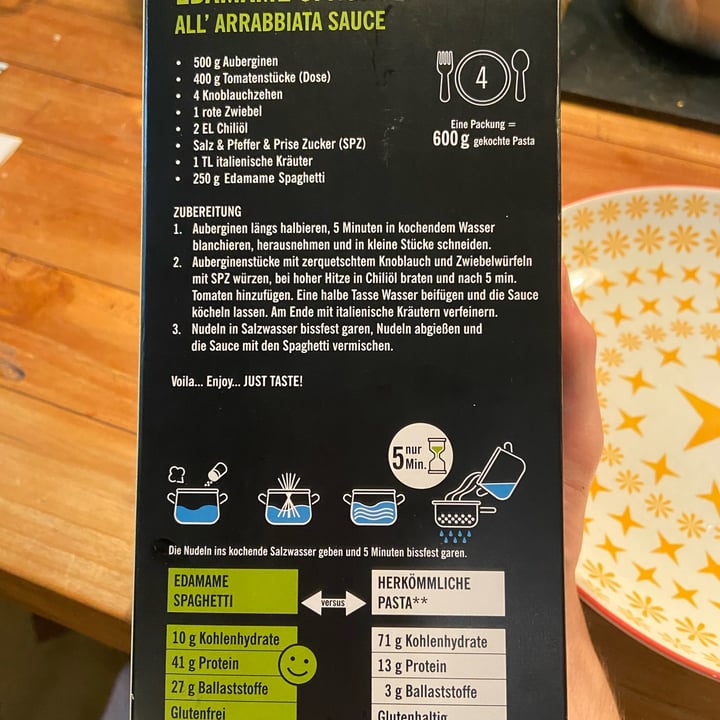 ALL' ARRABBIATA SAUCE
• 500 g Auberginen
• 400 g Tomatenstücke (Dose)
• 4 Knoblauchzehen
• 1 rote Zwiebel
• 2 EL Chiliöl
• Salz & Pfeffer & Prise Zucker (SPZ)
• 1 TL italienische Kräuter
• 250 g Edamame Spaghetti
4
Eine Packung =
600 g gekochte Pasta
ZUBEREITUNG
1. Auberginen längs halbieren, 5 Minuten in kochendem Wasser
blanchieren, herausnehmen und in kleine Stücke schneiden.
2. Auberginenstücke mit zerquetschtem Knoblauch und Zwiebelwürfeln
mit SPZ würzen, bei hoher Hitze in Chiliöl braten und nach 5 min.
Tomaten hinzufügen. Eine halbe Tasse Wasser beifügen und die Sauce
köcheln lassen. Am Ende mit italienischen Kräutern verfeinern.
3. Nudeln in Salzwasser bissfest garen, Nudeln abgießen und
die Sauce mit den Spaghetti vermischen.
Voila... Enjoy... JUST TASTE!
5 nur
Min.
Die Nudeln ins kochende Salzwasser geben und 5 Minuten bissfest garen.
EDAMAME
SPAGHETTI
versus
HERKÖMMLICHE
PASTA**
10 g Kohlenhydrate
41 g Protein
27 g Ballaststoffe
Glutenfrei
71 g Kohlenhydrate
13 g Protein
3 g Ballaststoffe
Glutenhaltig